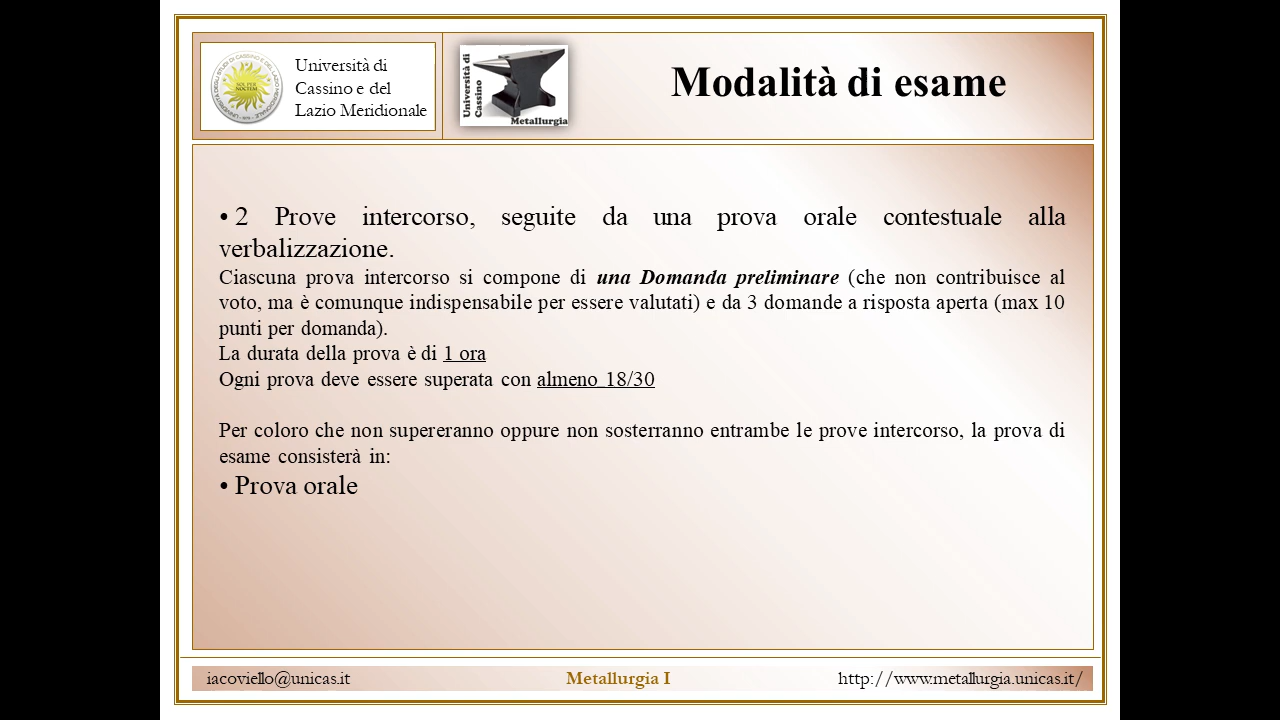 Università di
Cassino e del
Lazio Meridionale
Università di
Cassino
Metallurgia
Modalità di esame
• 2 Prove intercorso, seguite da una prova orale contestuale alla
verbalizzazione.
Ciascuna prova intercorso si compone di una Domanda preliminare (che non contribuisce al
voto, ma è comunque indispensabile per essere valutati) e da 3 domande a risposta aperta (max 10
punti per domanda).
La durata della prova è di 1 ora
Ogni prova deve essere superata con almeno 18/30
Per coloro che non supereranno oppure non sosterranno entrambe le prove intercorso, la prova di
esame consisterà in:
• Prova orale
iacoviello@unicas.it
Metallurgia I
http://www.metallurgia.unicas.it/